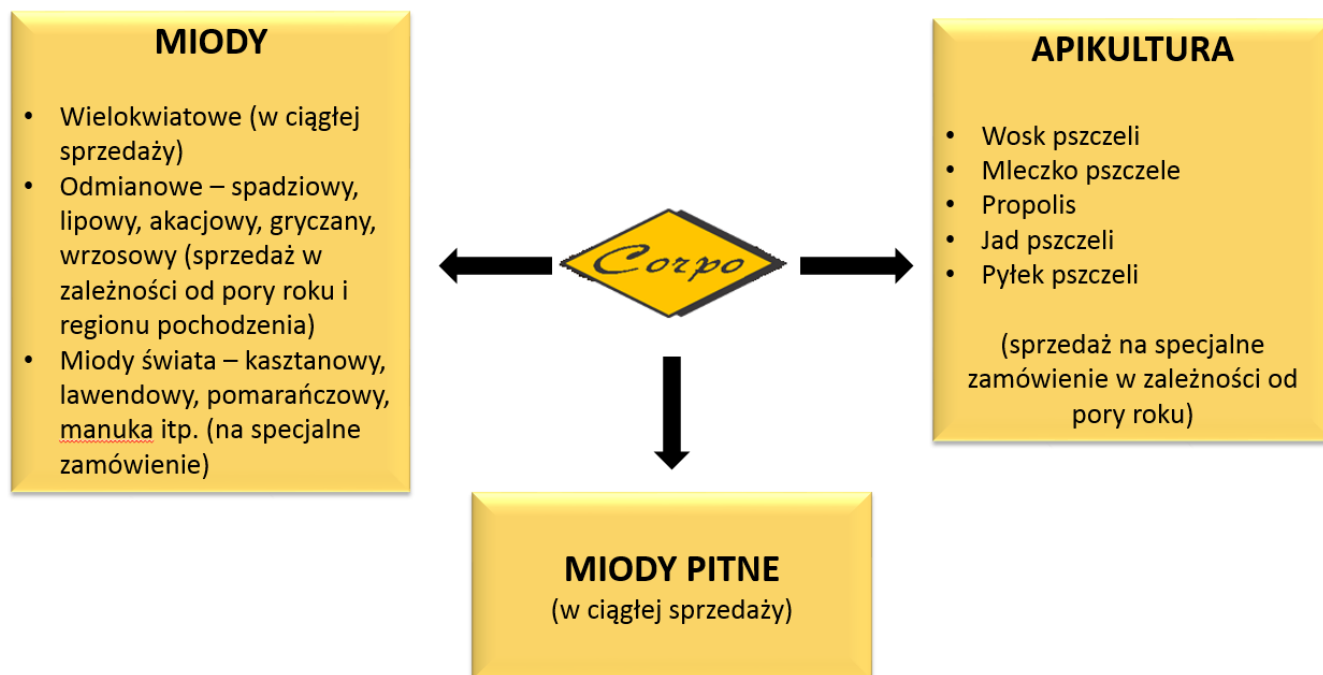 MIODY
• Wielokwiatowe (w ciągłej
sprzedaży)
• Odmianowe – spadziowy,
lipowy, akacjowy, gryczany,
wrzosowy (sprzedaż w
zależności od pory roku i
regionu pochodzenia)
• Miody świata – kasztanowy,
lawendowy, pomarańczowy,
manuka itp. (na specjalne
zamówienie)
Corpo
APIKULTURA
• Wosk pszczeli
• Mleczko pszczele
• Propolis
• Jad pszczeli
• Pyłek pszczeli
(sprzedaż na specjalne
zamówienie w zależności od
pory roku)
MIODY PITNE
(w ciągłej sprzedaży)